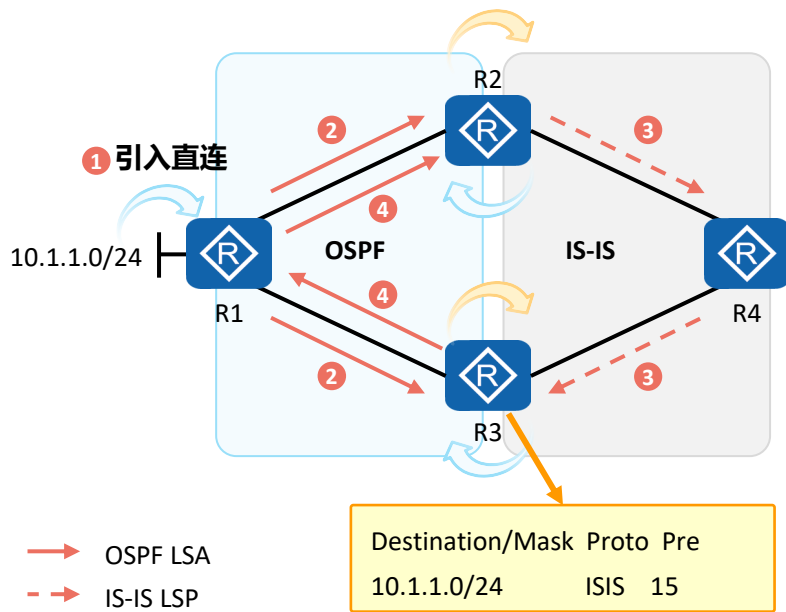 R2
② ③
① 引入直连
④
10.1.1.0/24 R OSPF IS-IS R
R
R1 ④ R4
② ③
R
R3
Destination/Mask Proto Pre
10.1.1.0/24 ISIS 15
OSPF LSA
IS-IS LSP